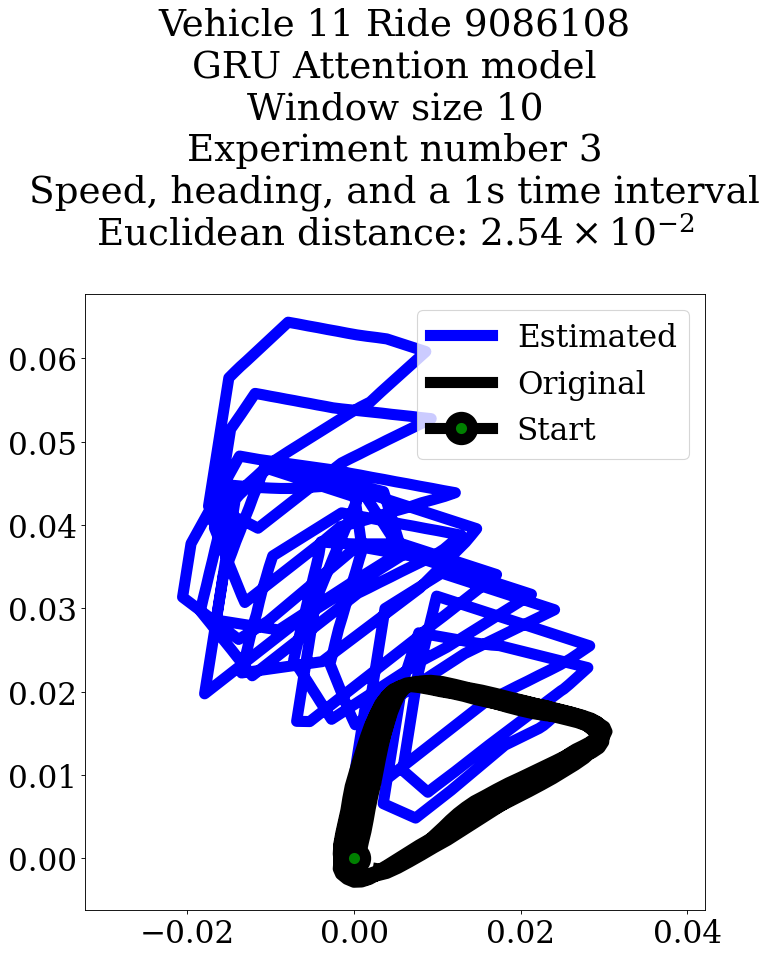 Vehicle 11 Ride 9086108
GRU Attention model
Window size 10
Experiment number 3
Speed, heading, and a 1s time interval
Euclidean distance: 2.54 × 10⁻²
Estimated
Original
Start
0.06
0.05
0.04
0.03
0.02
0.01
0.00
−0.02 0.00 0.02 0.04